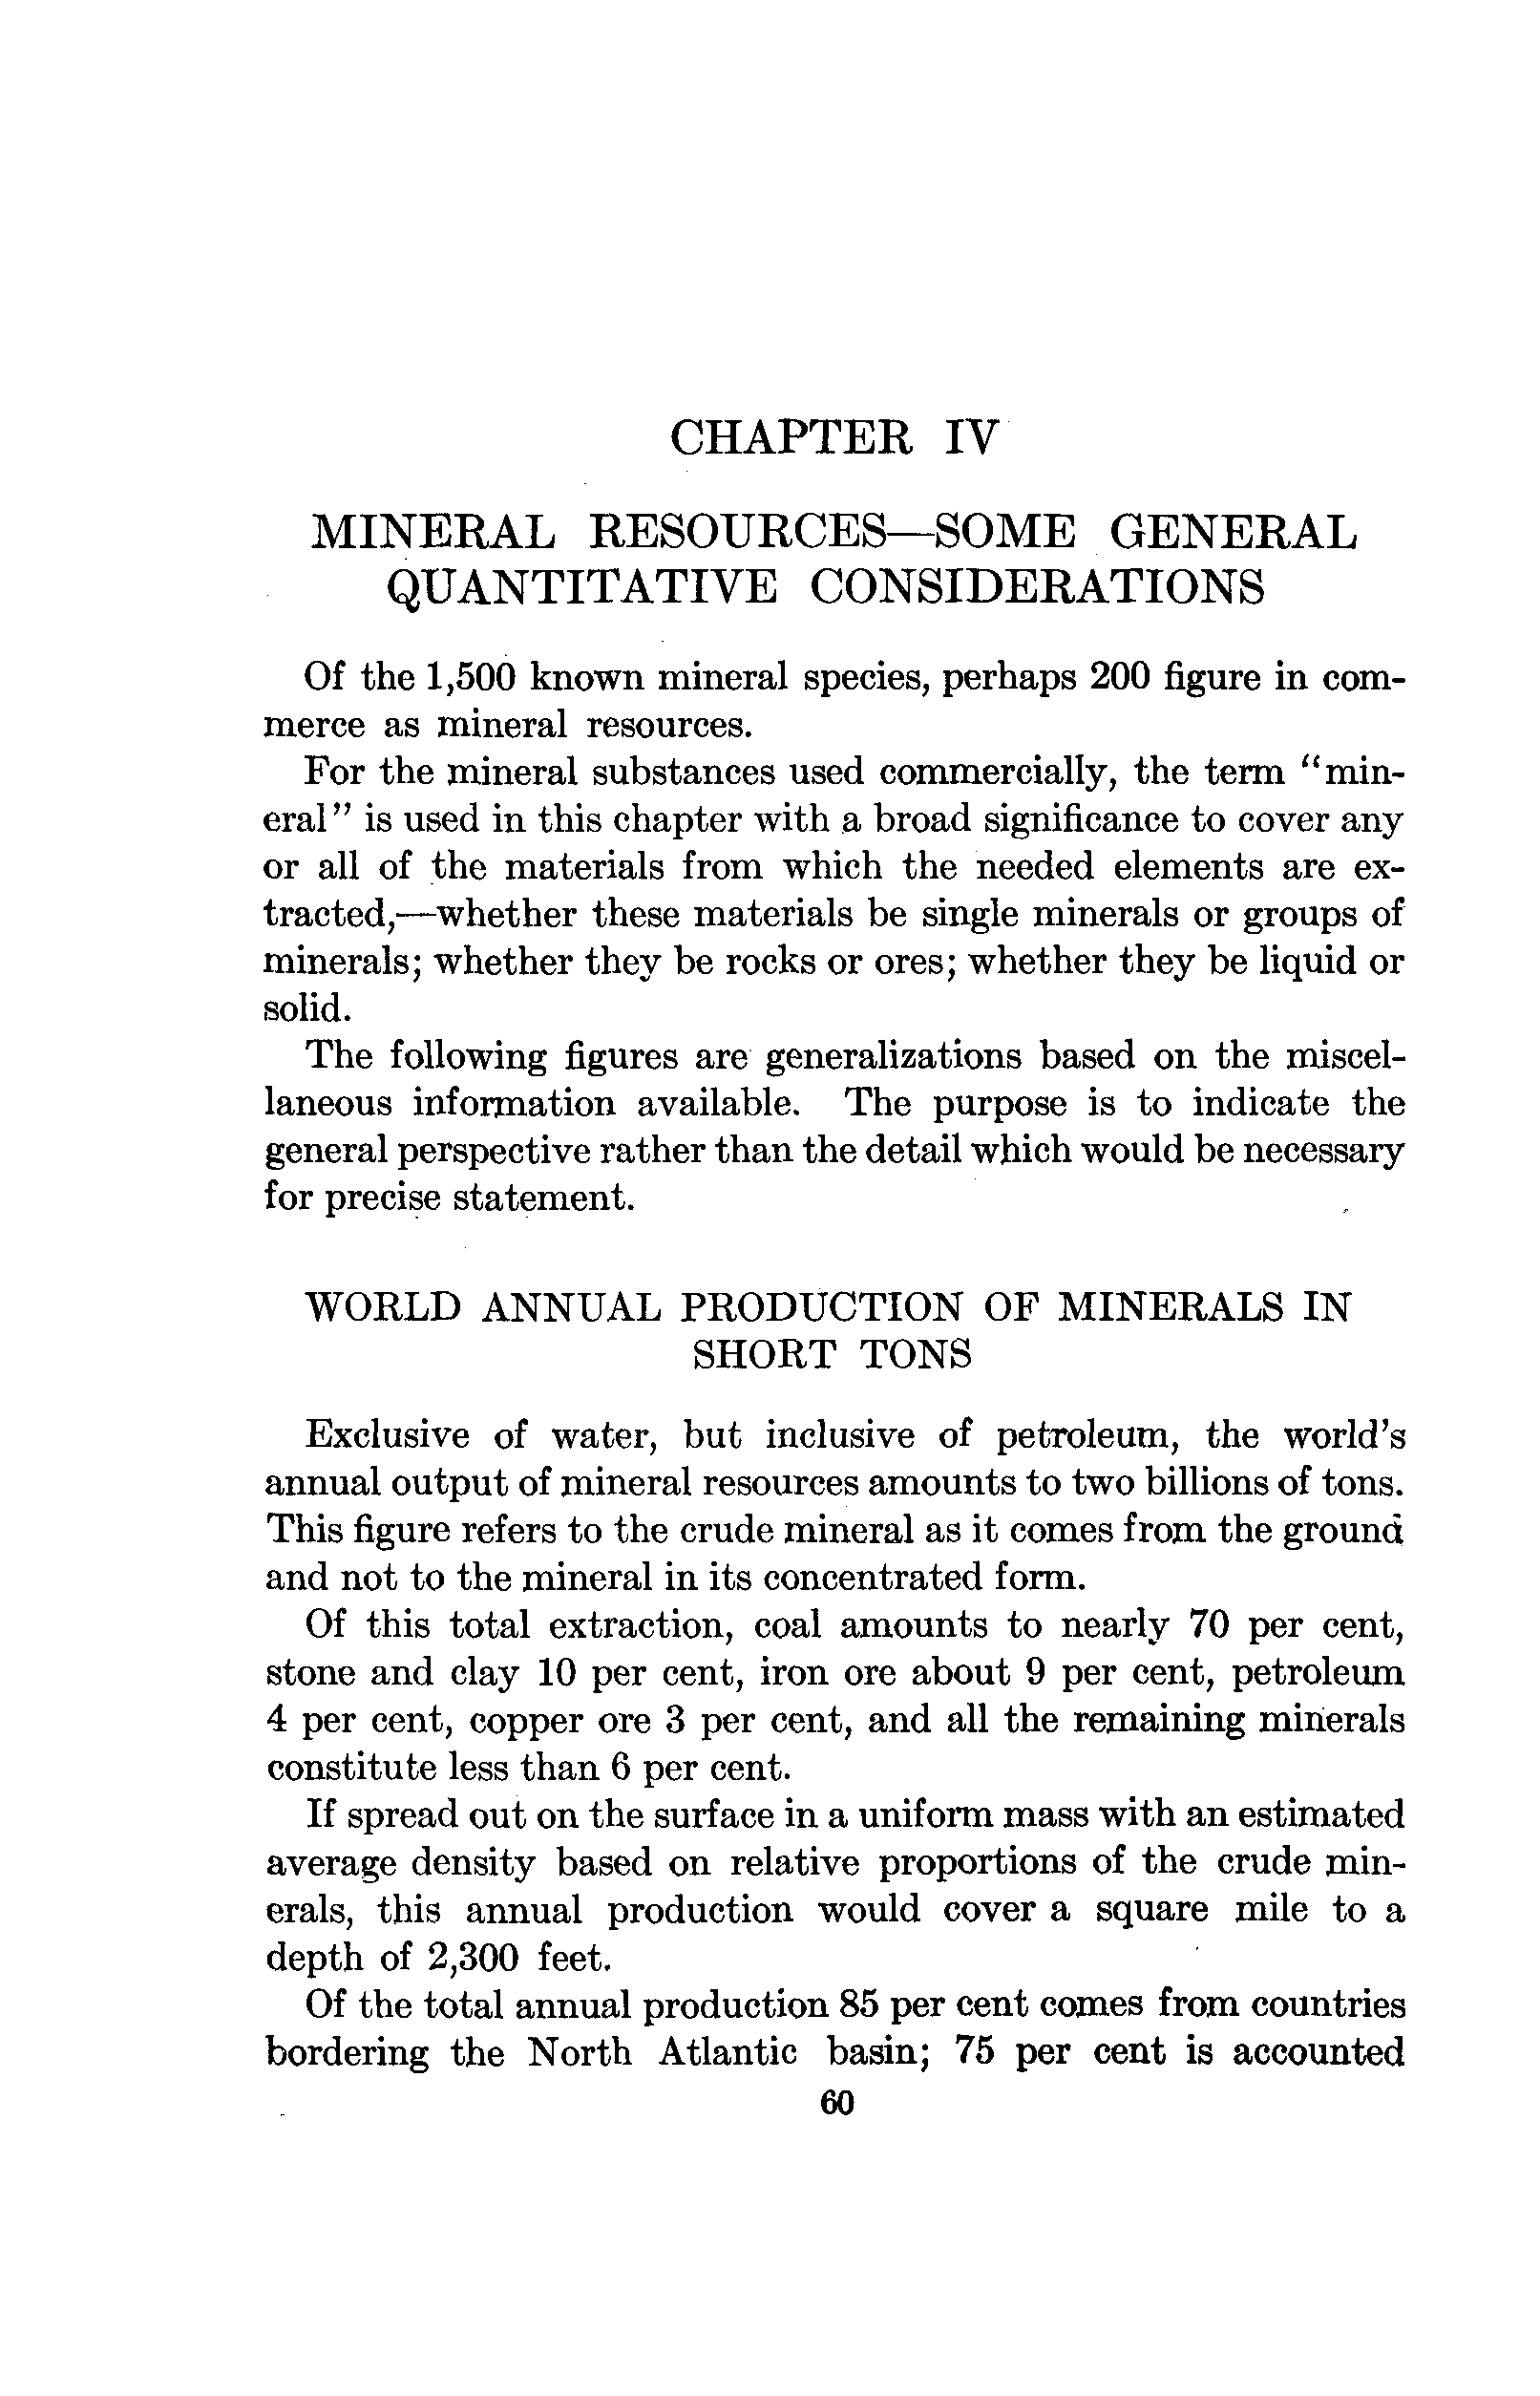 CHAPTER IV
MINERAL RESOURCES—SOME GENERAL
QUANTITATIVE CONSIDERATIONS
Of the 1,500 known mineral species, perhaps 200 figure in com-
merce as mineral resources.
For the mineral substances used commercially, the term "min-
eral" is used in this chapter with a broad significance to cover any
or all of the materials from which the needed elements are ex-
tracted,—whether these materials be single minerals or groups of
minerals; whether they be rocks or ores; whether they be liquid or
solid.
The following figures are generalizations based on the miscel-
laneous information available. The purpose is to indicate the
general perspective rather than the detail which would be necessary
for precise statement.
WORLD ANNUAL PRODUCTION OF MINERALS IN
SHORT TONS
Exclusive of water, but inclusive of petroleum, the world's
annual output of mineral resources amounts to two billions of tons.
This figure refers to the crude mineral as it comes from the ground
and not to the mineral in its concentrated form.
Of this total extraction, coal amounts to nearly 70 per cent,
stone and clay 10 per cent, iron ore about 9 per cent, petroleum
4 per cent, copper ore 3 per cent, and all the remaining minerals
constitute less than 6 per cent.
If spread out on the surface in a uniform mass with an estimated
average density based on relative proportions of the crude min-
erals, this annual production would cover a square mile to a
depth of 2,300 feet.
Of the total annual production 85 per cent comes from countries
bordering the North Atlantic basin; 75 per cent is accounted
60